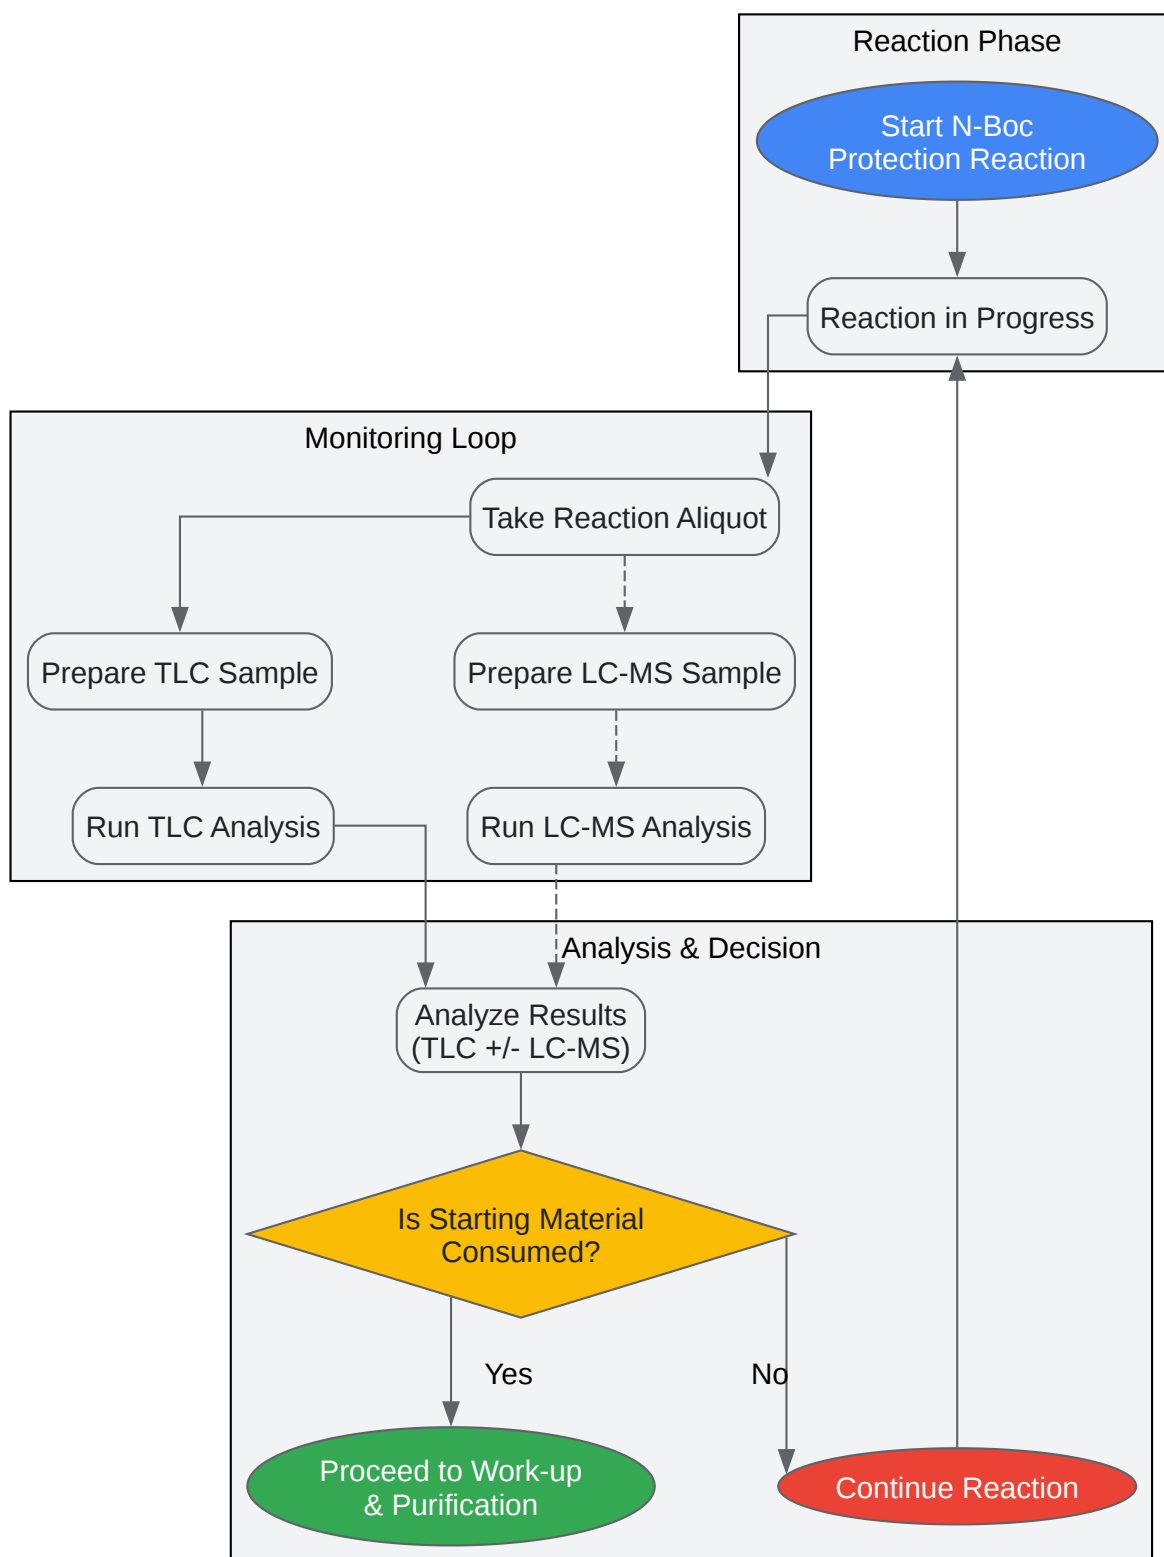 Reaction Phase
Start N-Boc
Protection Reaction
Reaction in Progress
Monitoring Loop
Take Reaction Aliquot
Prepare TLC Sample
Prepare LC-MS Sample
Run TLC Analysis
Run LC-MS Analysis
Analysis & Decision
Analyze Results
(TLC +/- LC-MS)
Is Starting Material
Consumed?
Yes
No
Proceed to Work-up
& Purification
Continue Reaction